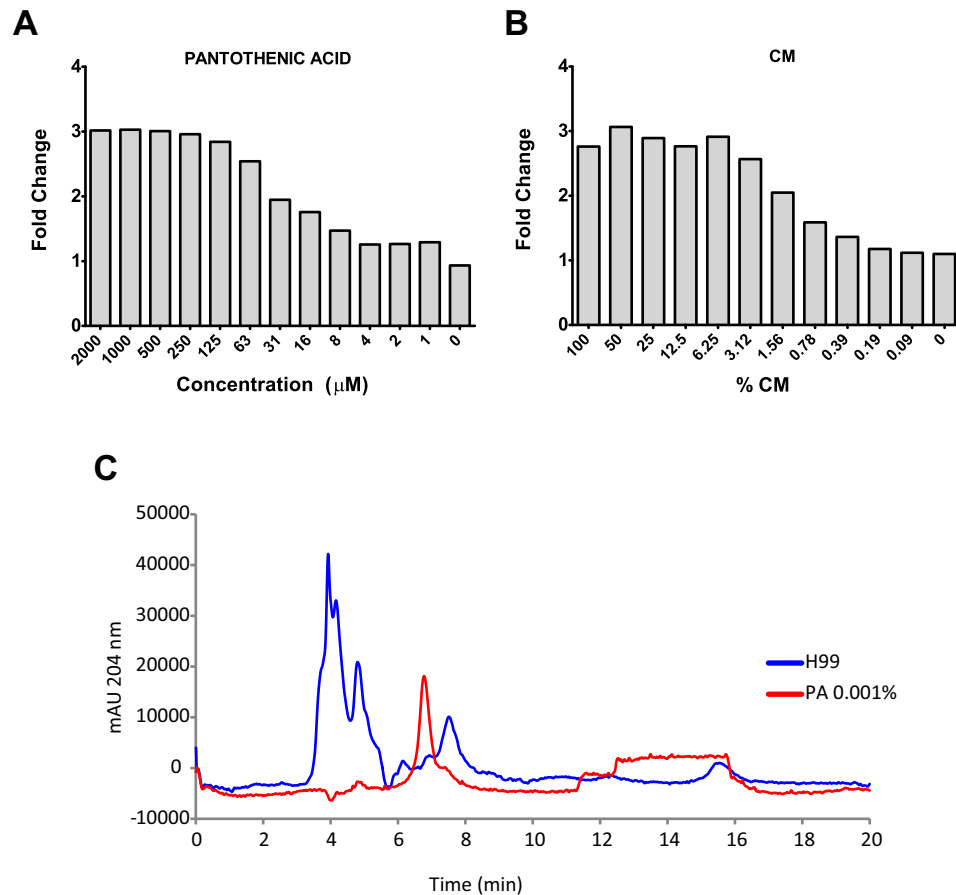 A
PANTOTHENIC ACID
Fold Change
4
3
2
1
0
2000 1000 500 250 125 63 31 16 8 4 2 1 0
Concentration (μM)
B
CM
Fold Change
4
3
2
1
0
100 50 25 12.5 6.25 3.12 1.56 0.78 0.39 0.19 0.09 0
% CM
C
mAU 204 nm
50000
40000
30000
20000
10000
0
-10000
0 2 4 6 8 10 12 14 16 18 20
Time (min)
H99
PA 0.001%